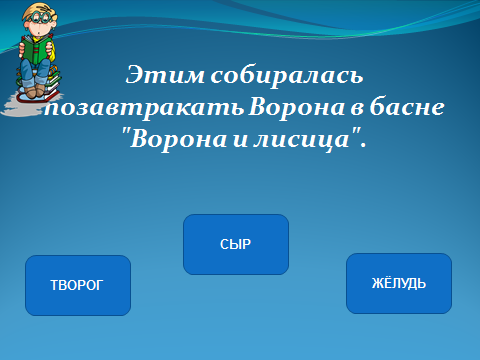 Этим собиралась
позавтракать Ворона в басне
"Ворона и лисица".
СЫР
ТВОРОГ
ЖЁЛУДЬ